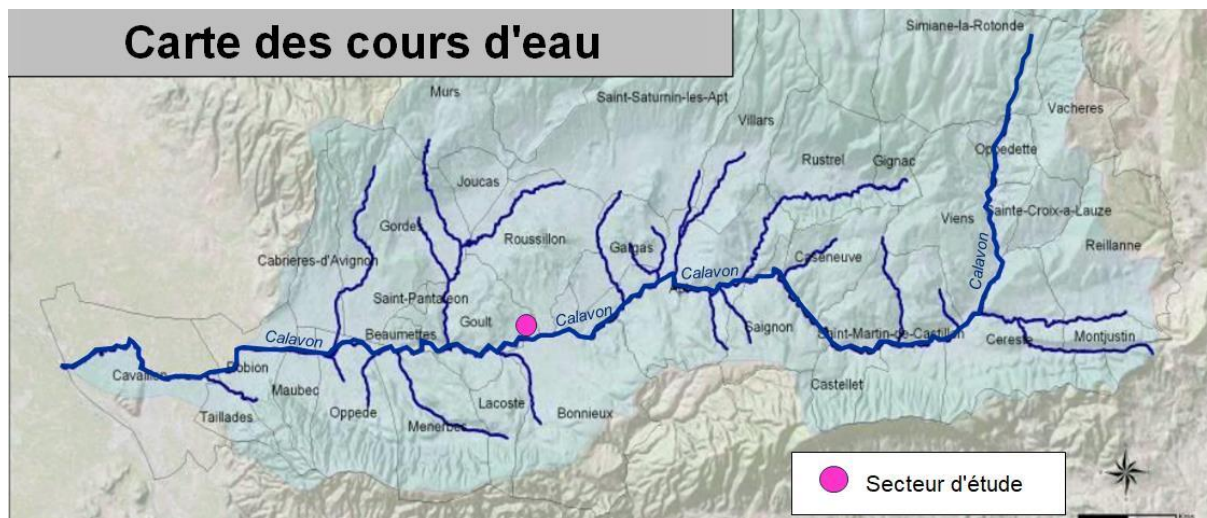 Carte des cours d'eau
Simiane-la-Rotonde
Murs
Saint-Saturnin-les-Apt
Vacheres
Villars
Oppedette
Rustrel
Gignac
Joucas
Sainte-Croix-a-Lauze
Viens
Gordes
Roussillon
Reillanne
Gargas
Cabrieres-d'Avignon
Caseneuve
Calavon
Calavon
Saint-Pantaleon
Calavon
Goult
Beaumettes
Saignon
Saint-Martin-de-Castillon
Calavon
Cereste
Montjustin
Robion
Cavaillon
Maubec
Castellet
Lacoste
Taillades
Oppede
Bonnieux
Menerbes
Secteur d'étude